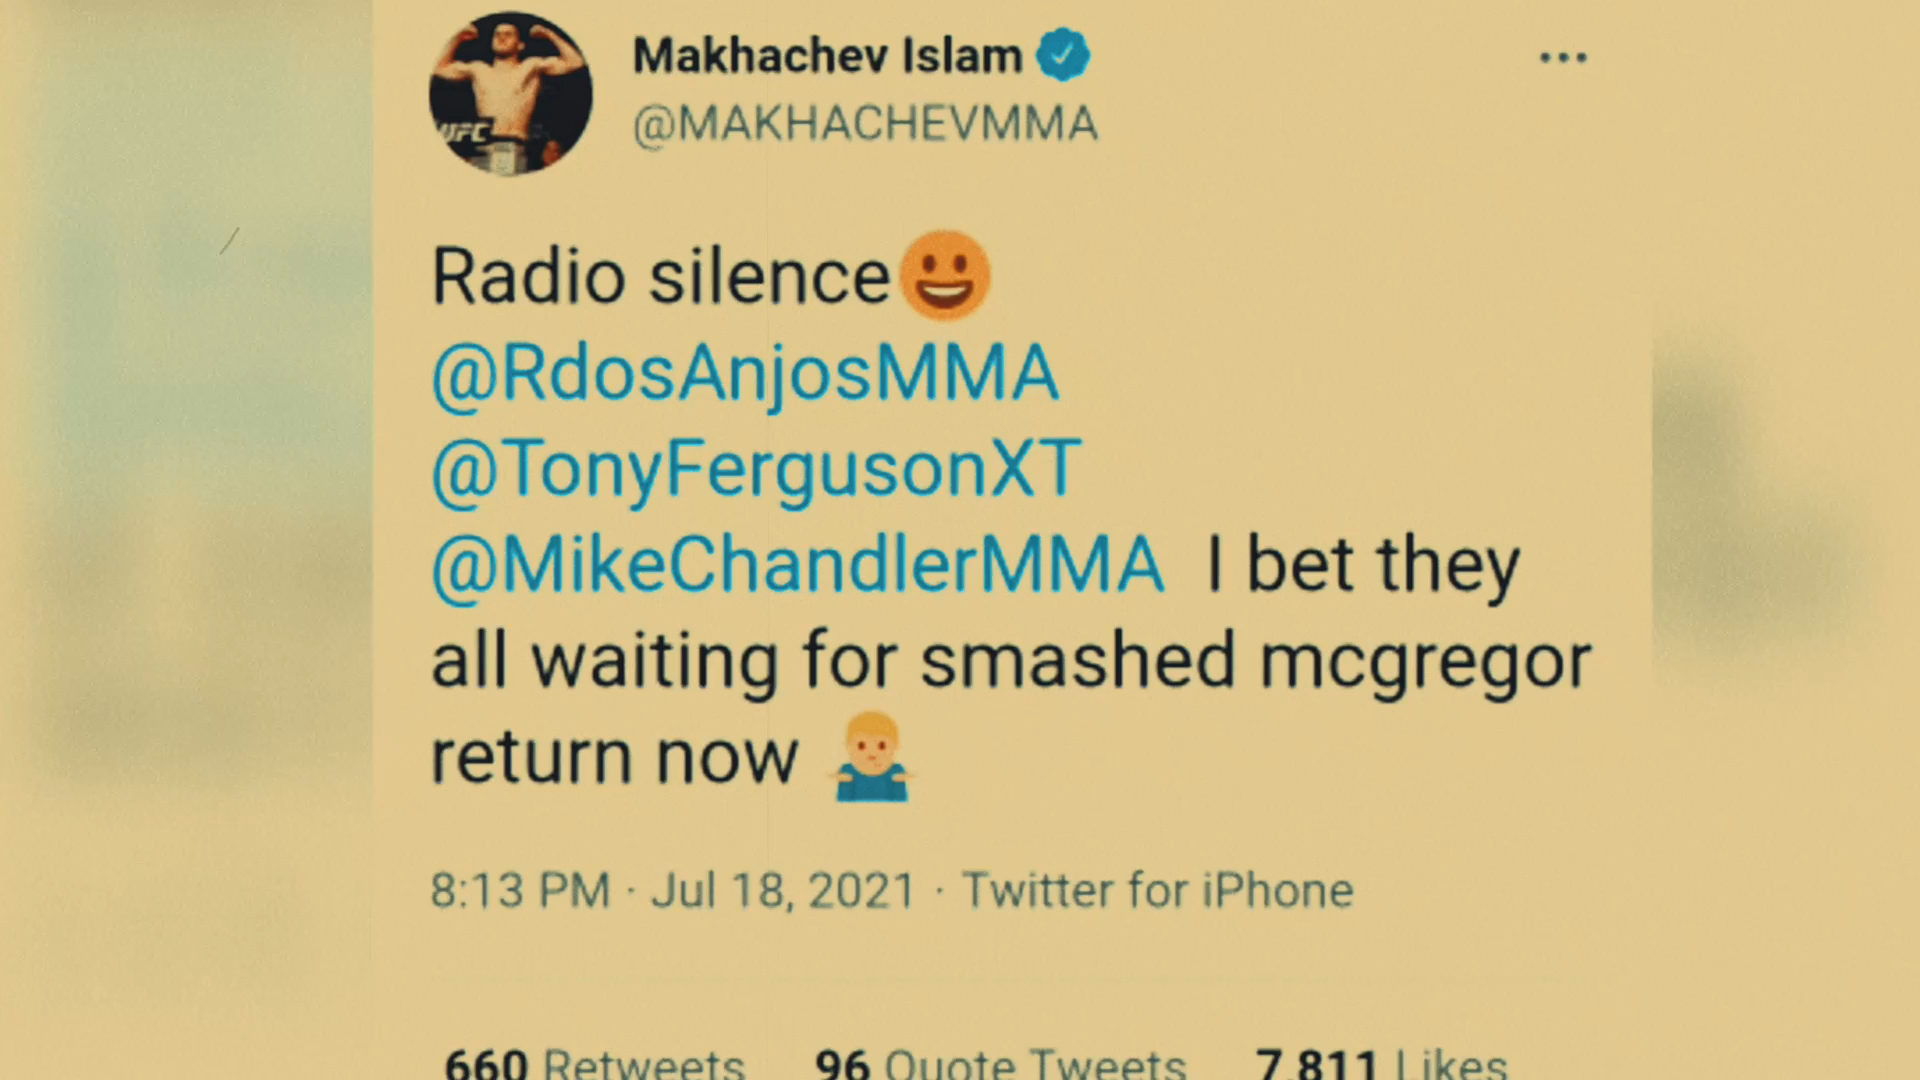 Makhachev Islam
@MAKHACHEVMMA
UFC
Radio silence😃
@RdosAnjosMMA
@TonyFergusonXT
@MikeChandlerMMA I bet they
all waiting for smashed mcgregor
return now 🤷🏼‍♂️
8:13 PM · Jul 18, 2021 · Twitter for iPhone
660 Retweets 96 Quote Tweets 7,811 Likes